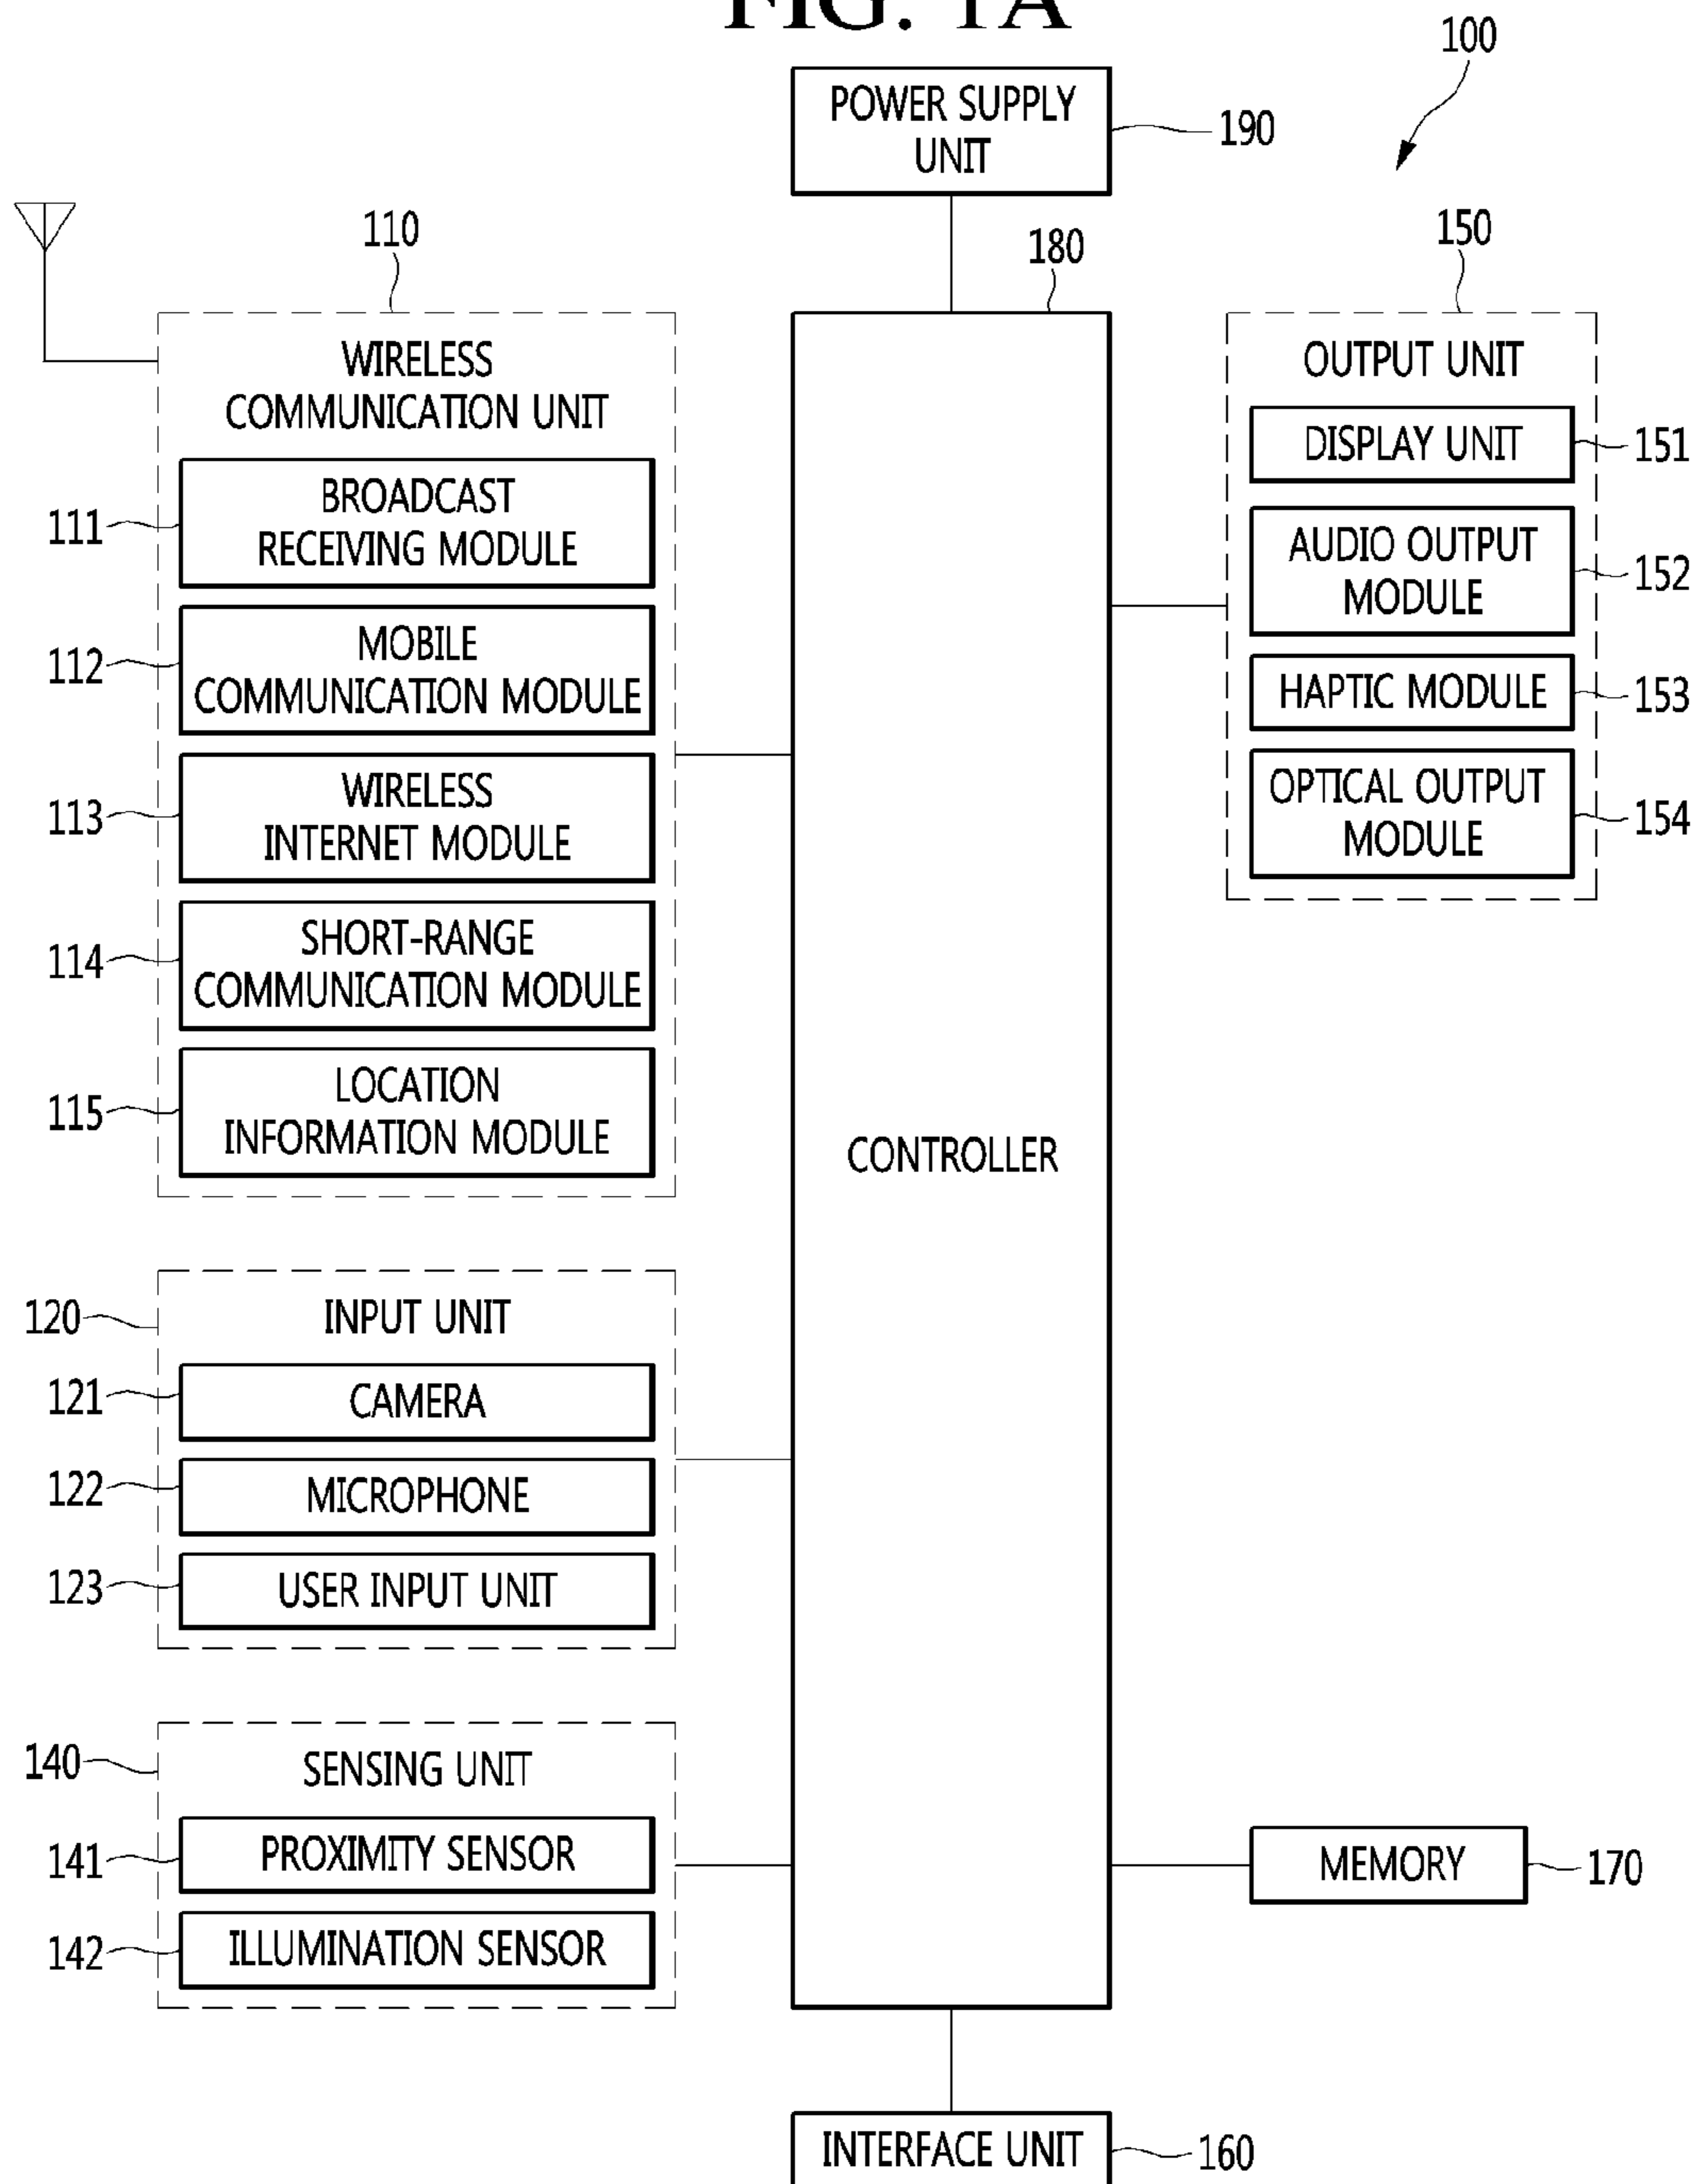 FIG. 1A
100
POWER SUPPLY
UNIT
190
110
180
150
WIRELESS
COMMUNICATION UNIT
111
BROADCAST
RECEIVING MODULE
112
MOBILE
COMMUNICATION MODULE
113
WIRELESS
INTERNET MODULE
114
SHORT-RANGE
COMMUNICATION MODULE
115
LOCATION
INFORMATION MODULE
120
INPUT UNIT
121
CAMERA
122
MICROPHONE
123
USER INPUT UNIT
140
SENSING UNIT
141
PROXIMITY SENSOR
142
ILLUMINATION SENSOR
CONTROLLER
OUTPUT UNIT
DISPLAY UNIT
151
AUDIO OUTPUT
MODULE
152
HAPTIC MODULE
153
OPTICAL OUTPUT
MODULE
154
MEMORY
170
INTERFACE UNIT
160